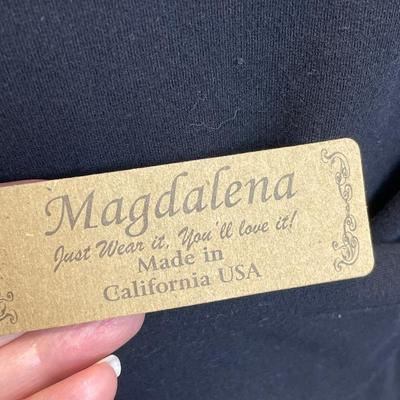 Magdalena
Just Wear it, You'll love it!
Made in
California USA